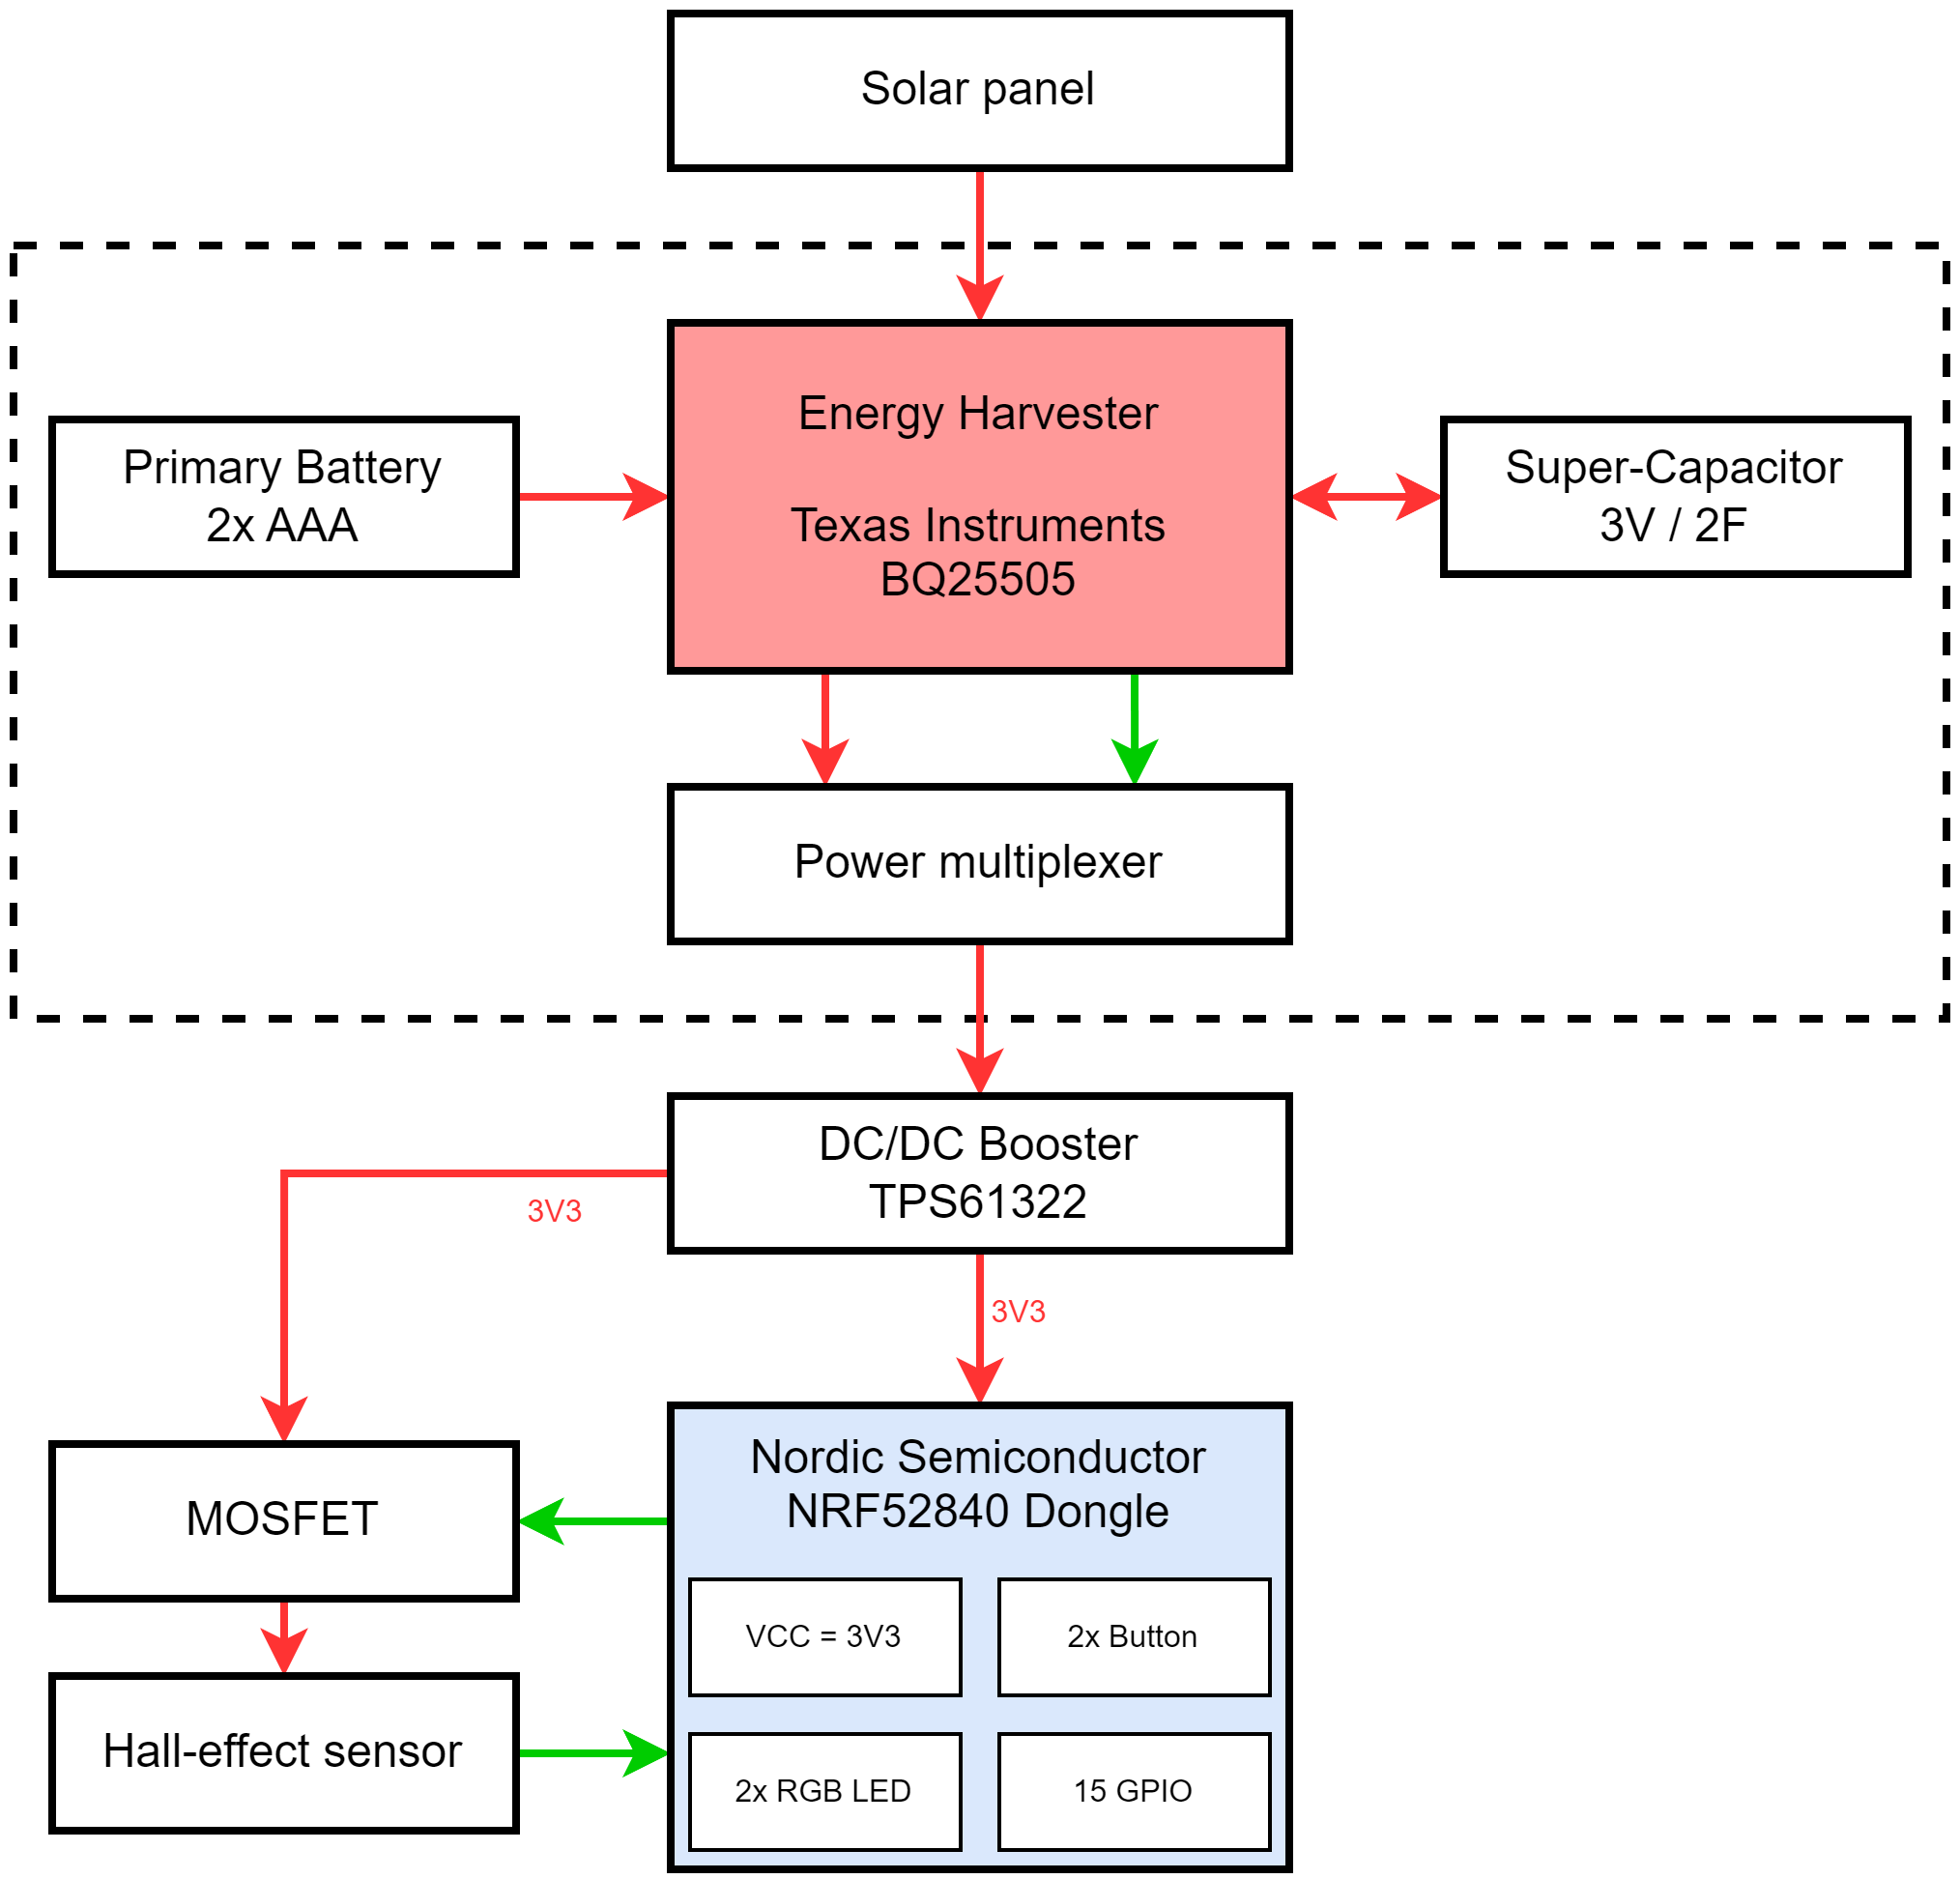 Solar panel
Energy Harvester
Texas Instruments
BQ25505
Primary Battery
2x AAA
Super-Capacitor
3V / 2F
Power multiplexer
DC/DC Booster
TPS61322
3V3
3V3
MOSFET
Nordic Semiconductor
NRF52840 Dongle
VCC = 3V3
2x Button
Hall-effect sensor
2x RGB LED
15 GPIO